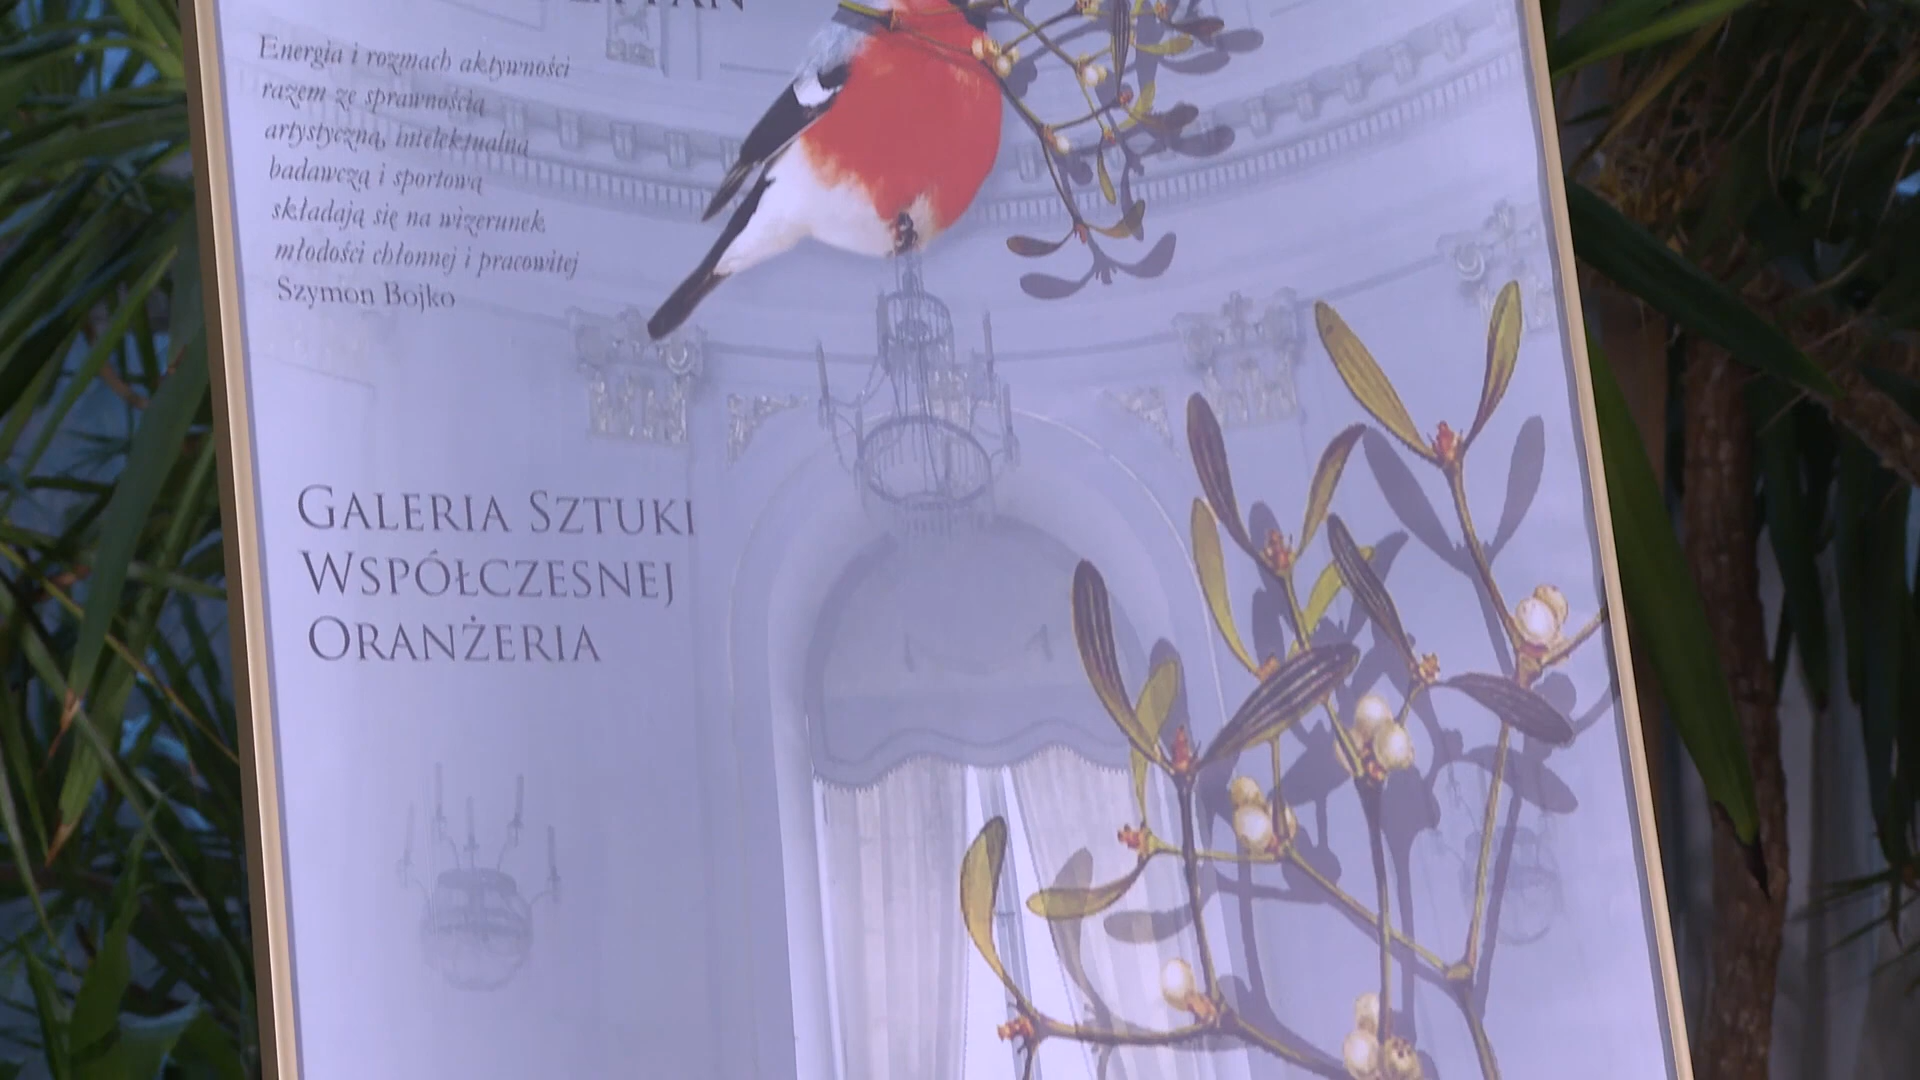 Energia i rozmach aktywności
razem ze sprawnością
artystyczną, intelektualną
badawczą i sportową
składają się na wizerunek
młodości chłonnej i pracowitej
Szymon Bojko
GALERIA SZTUKI
WSPÓŁCZESNEJ
ORANŻERIA